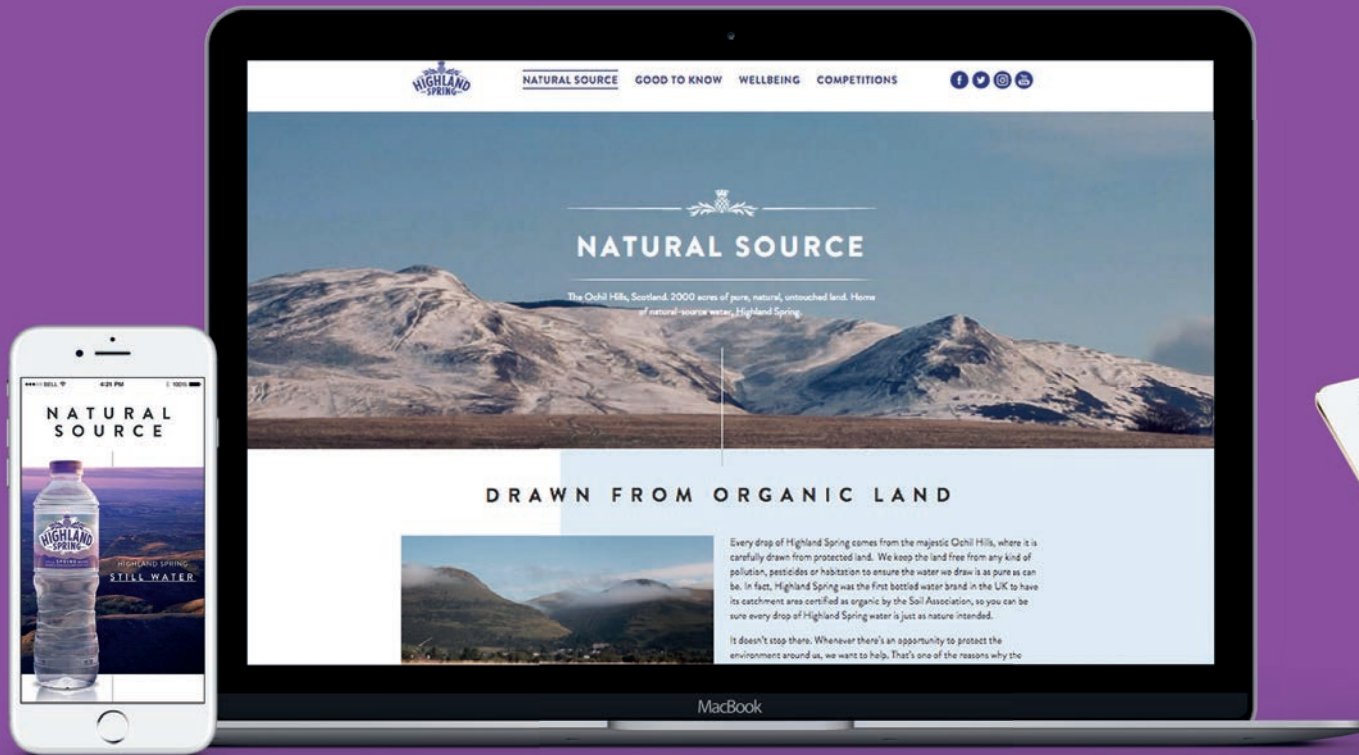 HIGHLAND
SPRING
NATURAL SOURCE GOOD TO KNOW WELLBEING COMPETITIONS
NATURAL SOURCE
The Ochil Hills, Scotland. 2000 acres of pure, natural, untouched land. Home
of natural-source water, Highland Spring.
DRAWN FROM ORGANIC LAND
Every drop of Highland Spring comes from the majestic Ochil Hills, where it is
carefully drawn from protected land. We keep the land free from any kind of
pollution, pesticides or habitation to ensure the water we draw is as pure as can
be. In fact, Highland Spring was the first bottled water brand in the UK to have
its catchment area certified as organic by the Soil Association, so you can be
sure every drop of Highland Spring water is just as nature intended.
It doesn't stop there. Whenever there's an opportunity to protect the
environment around us, we want to help. That's one of the reasons why the
MacBook
BELL 4:21 PM 100%
NATURAL
SOURCE
HIGHLAND
SPRING
HIGHLAND SPRING
STILL WATER